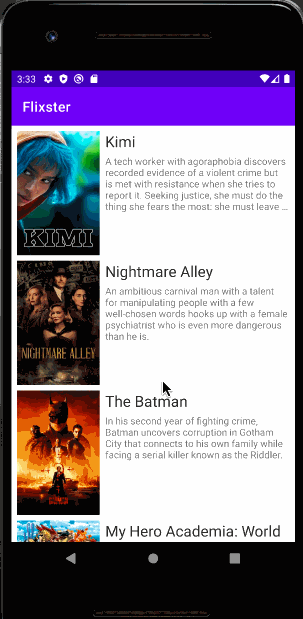 3:33
Flixster
Kimi
A tech worker with agoraphobia discovers
recorded evidence of a violent crime but
is met with resistance when she tries to
report it. Seeking justice, she must do the
thing she fears the most: she must leave ...
KIMI
Nightmare Alley
An ambitious carnival man with a talent
for manipulating people with a few
well-chosen words hooks up with a female
psychiatrist who is even more dangerous
than he is.
NIGHTMARE ALLEY
The Batman
In his second year of fighting crime,
Batman uncovers corruption in Gotham
City that connects to his own family while
facing a serial killer known as the Riddler.
My Hero Academia: World